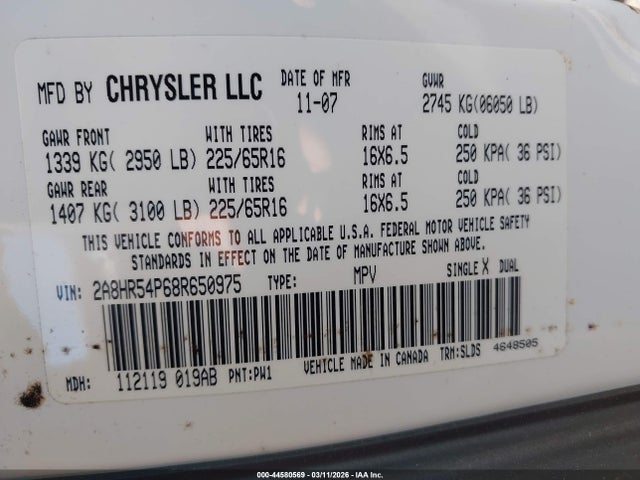 MFD BY CHRYSLER LLC DATE OF MFR 11-07 GVWR 2745 KG(06050 LB)
GAWR FRONT WITH TIRES RIMS AT COLD
1339 KG( 2950 LB) 225/65R16 16X6.5 250 KPA( 36 PSI)
GAWR REAR WITH TIRES RIMS AT COLD
1407 KG( 3100 LB) 225/65R16 16X6.5 250 KPA( 36 PSI)
THIS VEHICLE CONFORMS TO ALL APPLICABLE U.S.A. FEDERAL MOTOR VEHICLE SAFETY
STANDARDS IN EFFECT ON THE DATE OF MANUFACTURE SHOWN ABOVE.
VIN: 2A8HR54P68R650975 TYPE: MPV SINGLE X DUAL
MDH: 112119 019AB PNT:PW1 VEHICLE MADE IN CANADA TRM:SLDS 4648505
000-44580569 - 03/11/2026 - IAA Inc.